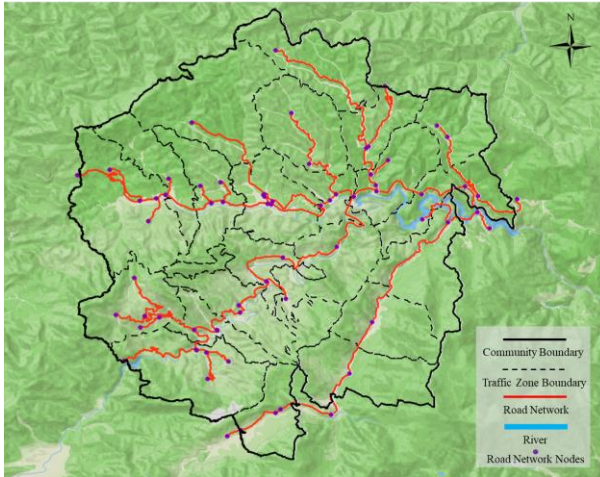 N
Community Boundary
Traffic Zone Boundary
Road Network
River
Road Network Nodes